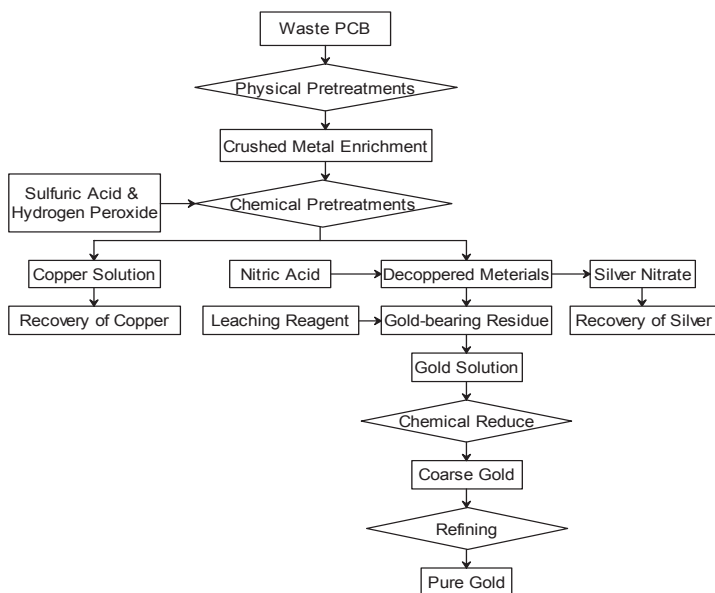 Waste PCB
Physical Pretreatments
Crushed Metal Enrichment
Sulfuric Acid &
Hydrogen Peroxide
Chemical Pretreatments
Copper Solution
Nitric Acid
Decoppered Meterials
Silver Nitrate
Recovery of Copper
Leaching Reagent
Gold-bearing Residue
Recovery of Silver
Gold Solution
Chemical Reduce
Coarse Gold
Refining
Pure Gold